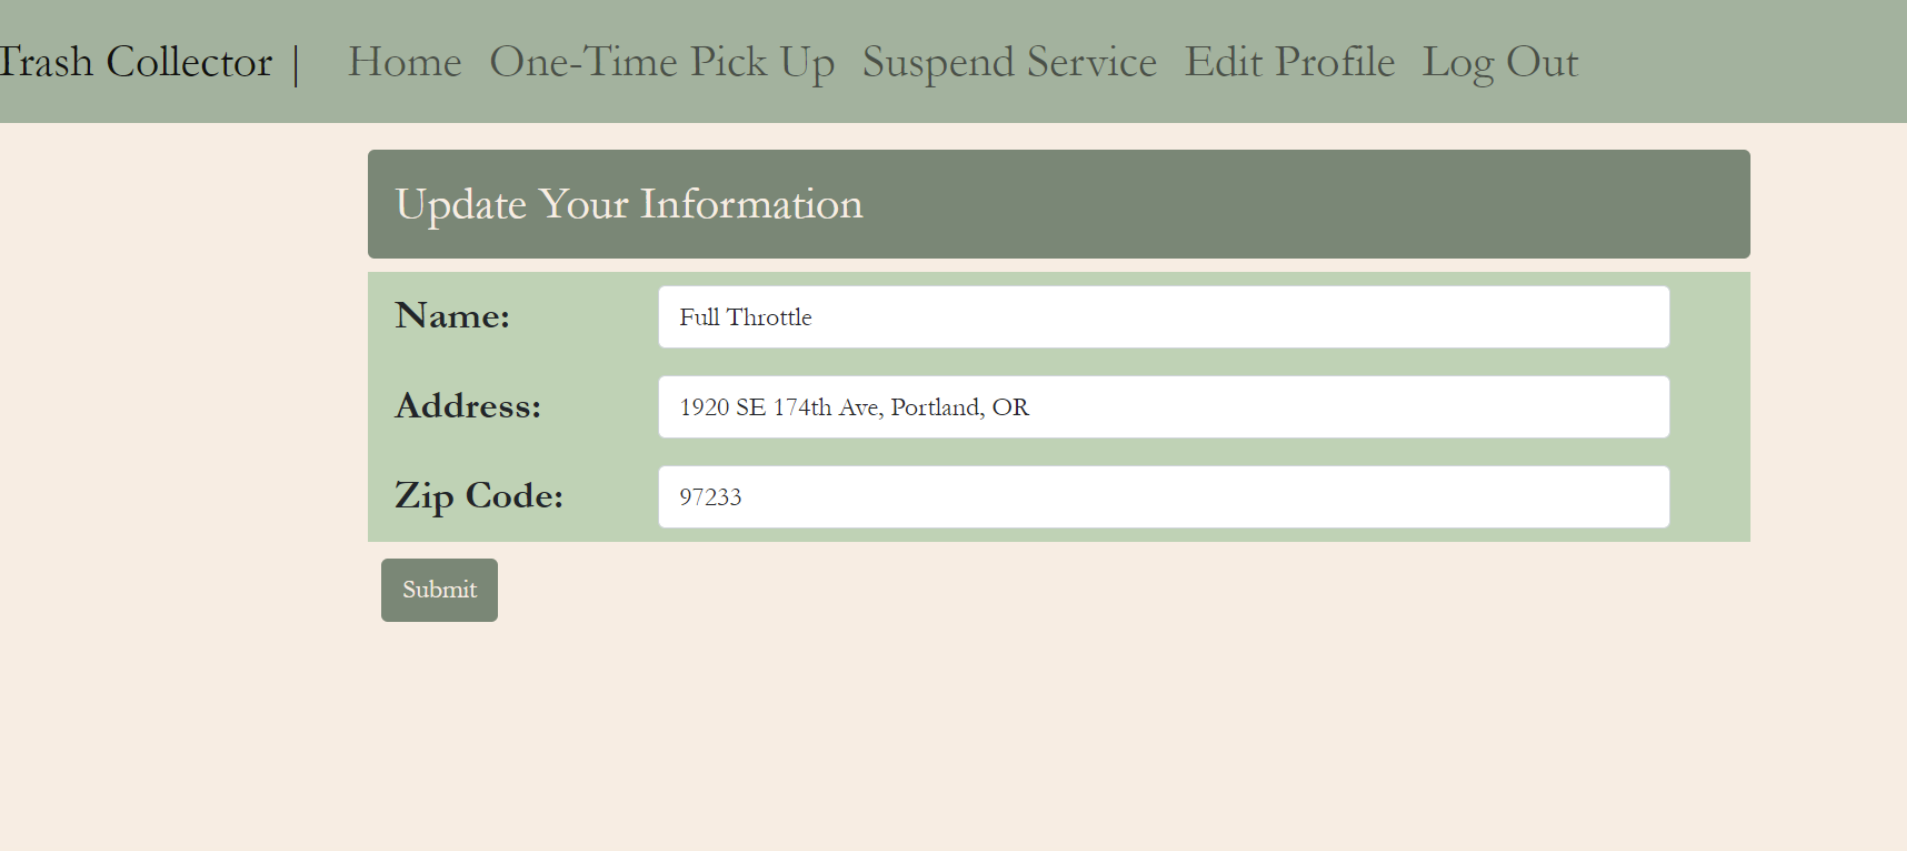 Trash Collector | Home One-Time Pick Up Suspend Service Edit Profile Log Out
Update Your Information
Name: Full Throttle
Address: 1920 SE 174th Ave, Portland, OR
Zip Code: 97233
Submit